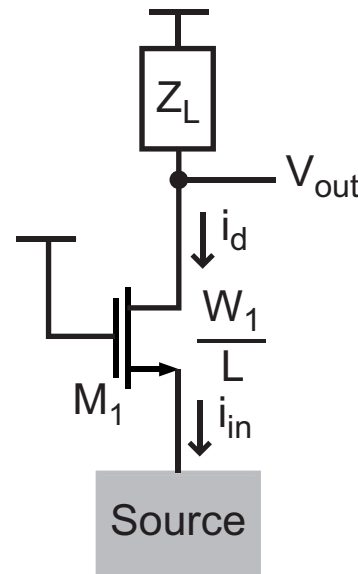 Z_L
V_out
i_d
W_1
L
M_1
i_in
Source